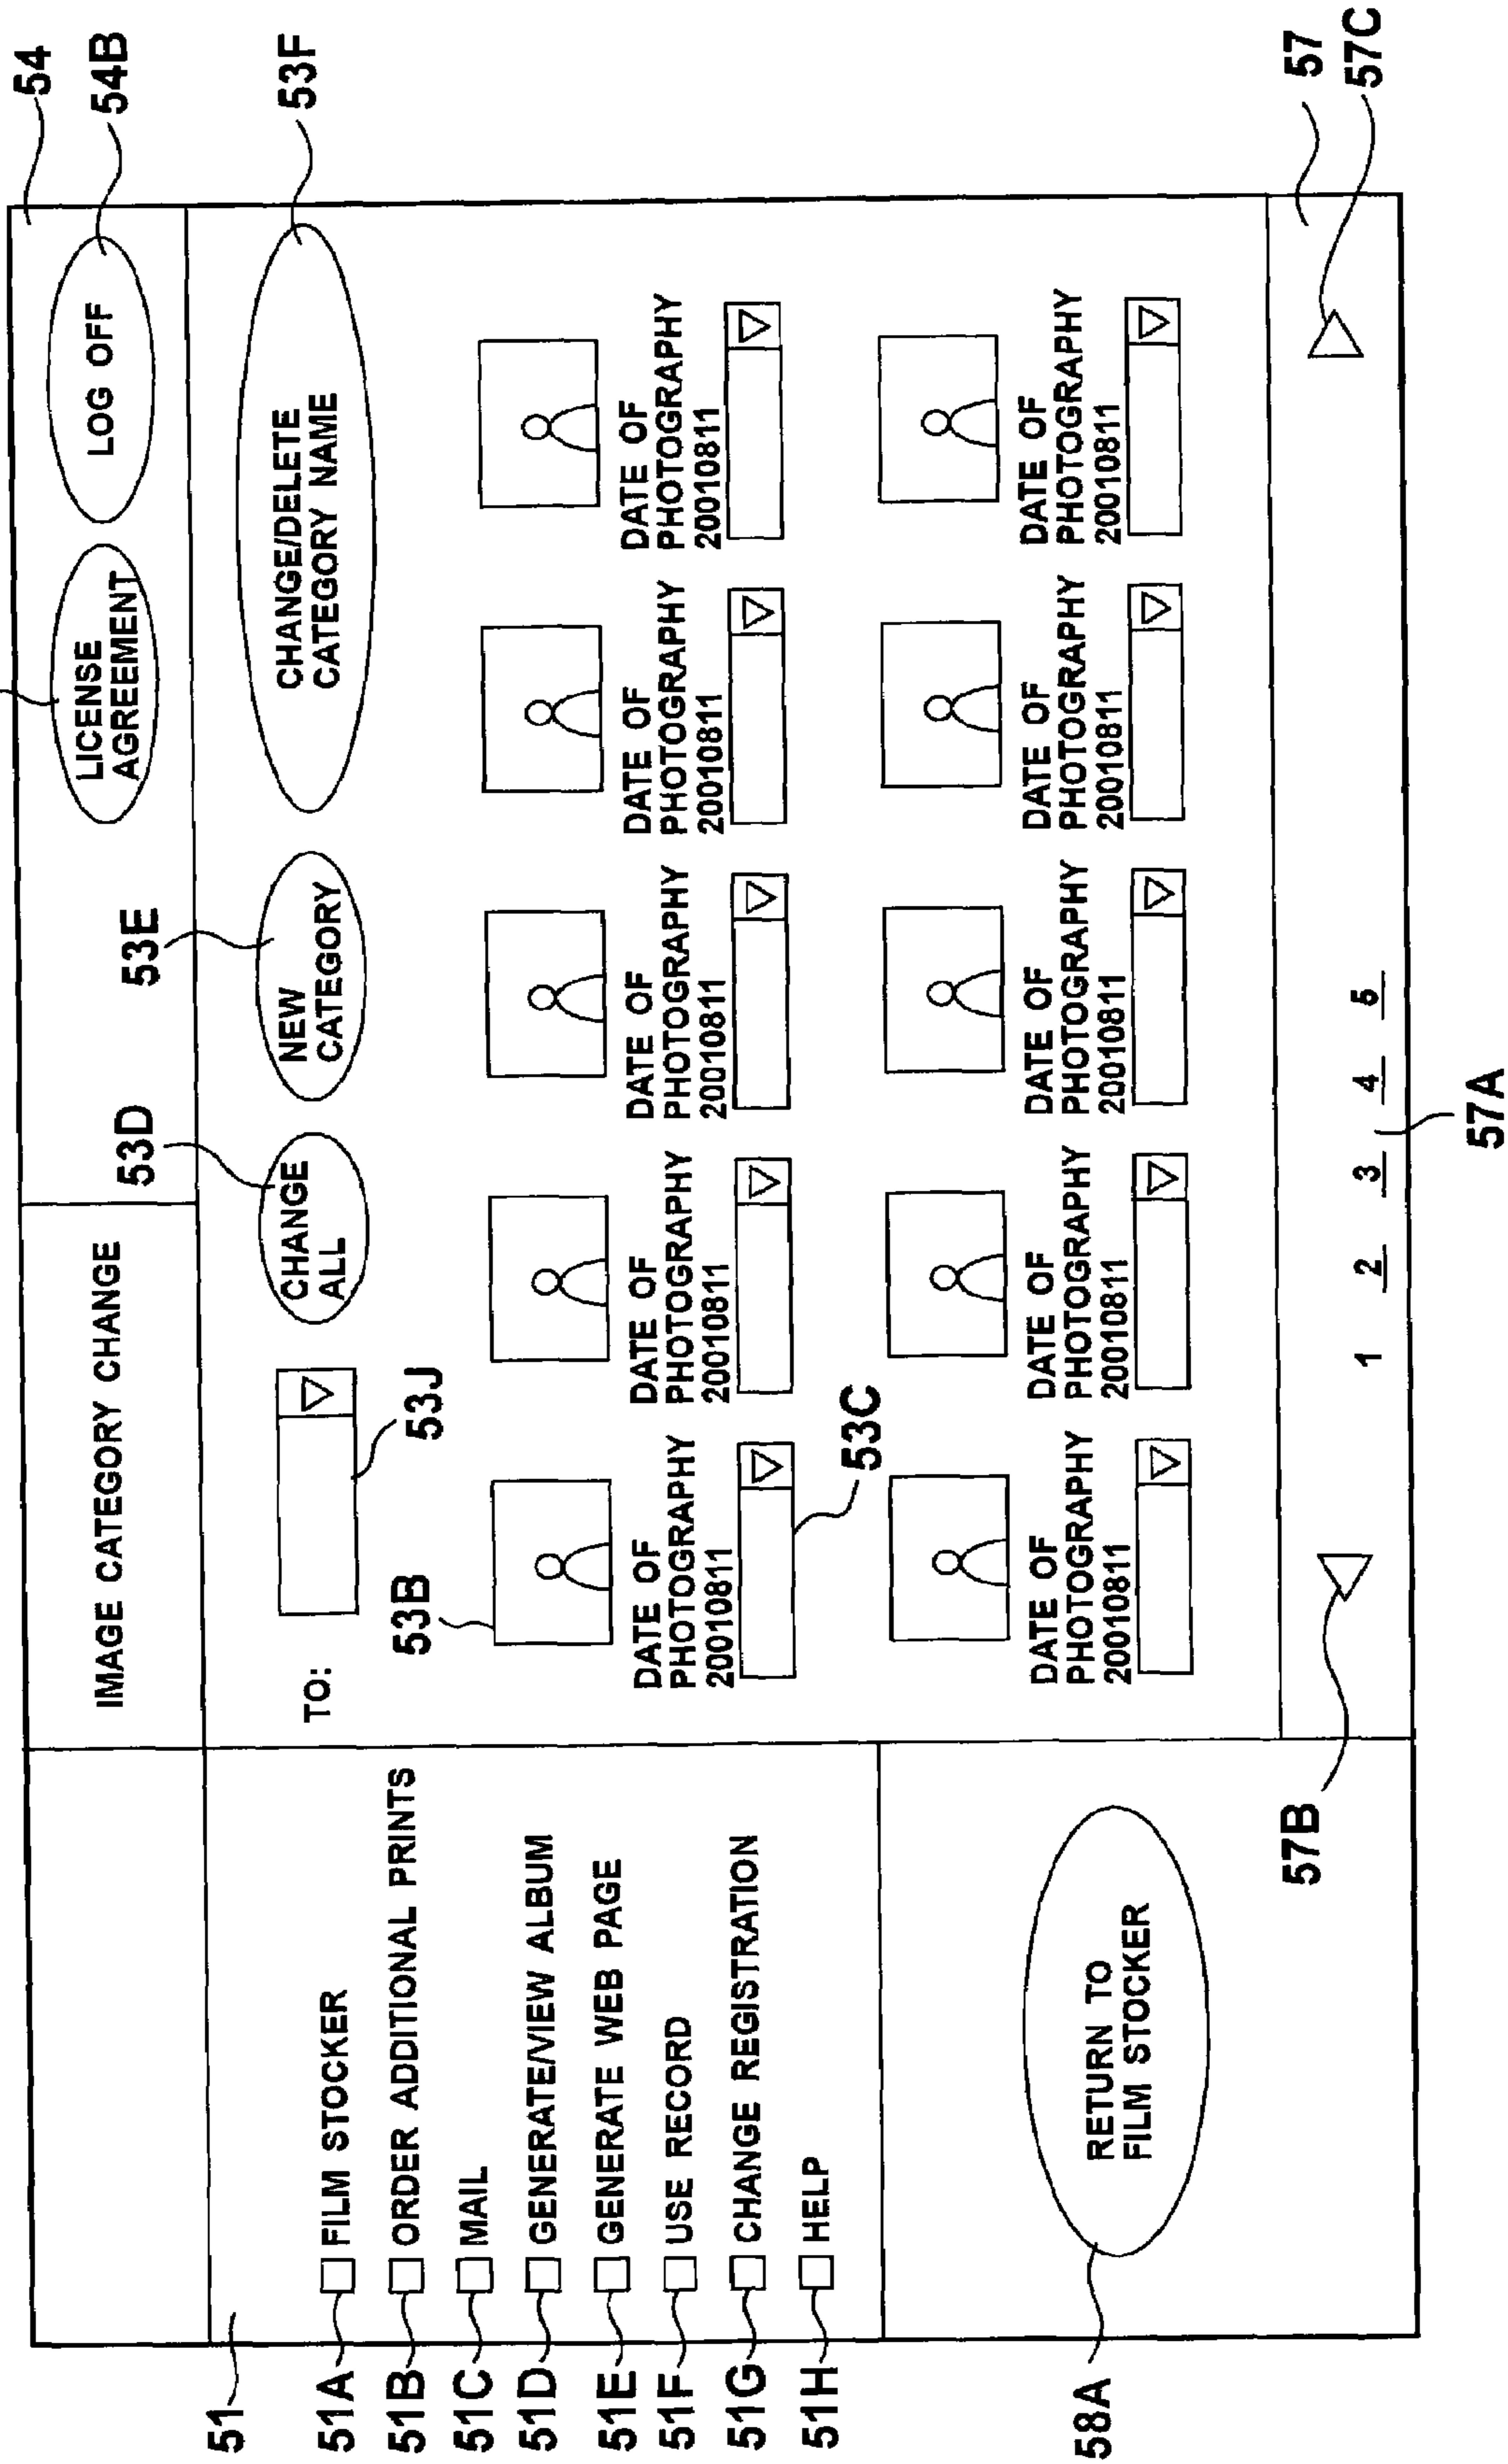 54
54B
LICENSE
AGREEMENT
LOG OFF
IMAGE CATEGORY CHANGE
53D
53E
53F
TO:
53J
CHANGE
ALL
NEW
CATEGORY
CHANGE/DELETE
CATEGORY NAME
51
51A
FILM STOCKER
51B
ORDER ADDITIONAL PRINTS
51C
MAIL
51D
GENERATE/VIEW ALBUM
51E
GENERATE WEB PAGE
51F
USE RECORD
51G
CHANGE REGISTRATION
51H
HELP
53B
DATE OF
PHOTOGRAPHY
20010811
DATE OF
PHOTOGRAPHY
20010811
DATE OF
PHOTOGRAPHY
20010811
DATE OF
PHOTOGRAPHY
20010811
DATE OF
PHOTOGRAPHY
20010811
53C
DATE OF
PHOTOGRAPHY
20010811
DATE OF
PHOTOGRAPHY
20010811
DATE OF
PHOTOGRAPHY
20010811
DATE OF
PHOTOGRAPHY
20010811
DATE OF
PHOTOGRAPHY
20010811
58A
RETURN TO
FILM STOCKER
57B
1 2 3 4 5
57A
57
57C